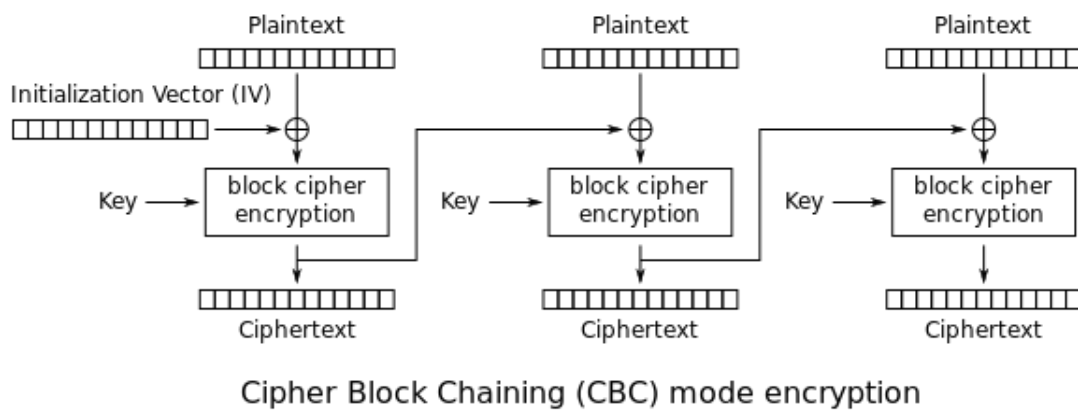 Plaintext
Plaintext
Plaintext
Initialization Vector (IV)
Key
block cipher
encryption
Key
block cipher
encryption
Key
block cipher
encryption
Ciphertext
Ciphertext
Ciphertext
Cipher Block Chaining (CBC) mode encryption